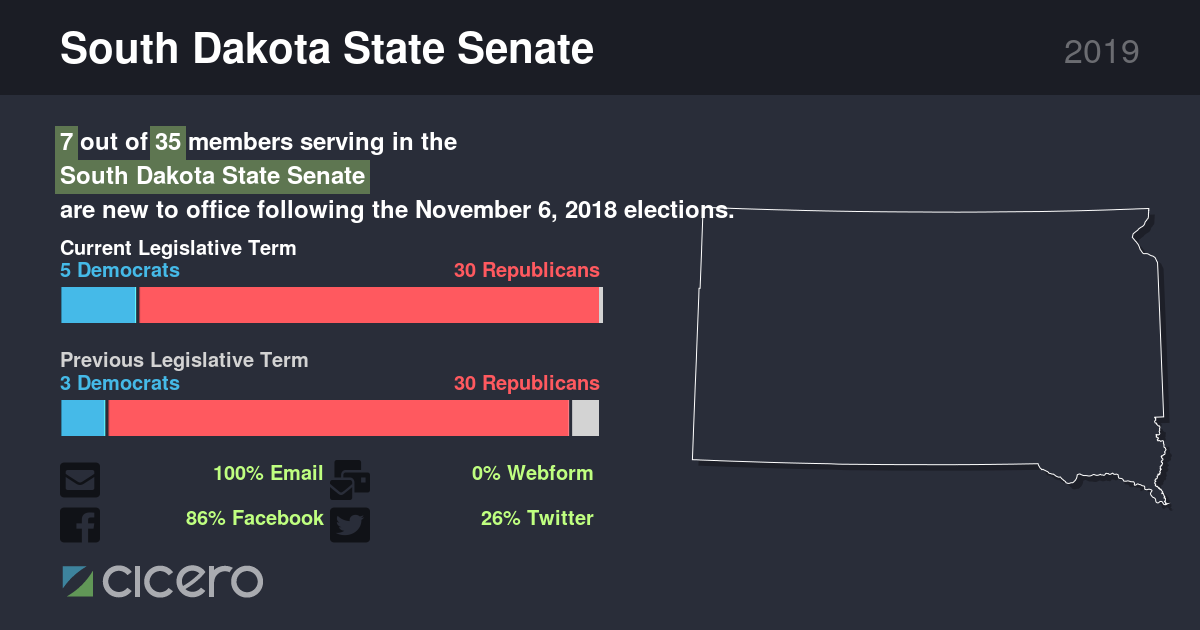 South Dakota State Senate
2019
7 out of 35 members serving in the
South Dakota State Senate
are new to office following the November 6, 2018 elections.
Current Legislative Term
5 Democrats 30 Republicans
Previous Legislative Term
3 Democrats 30 Republicans
100% Email 0% Webform
86% Facebook 26% Twitter
cicero